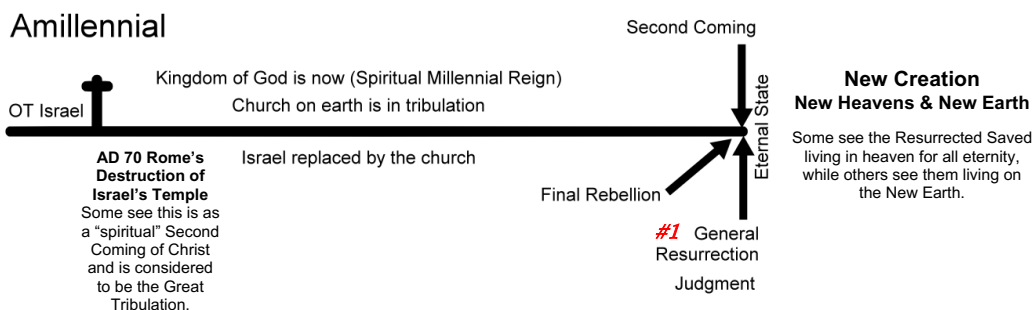 Amillennial
Second Coming
Kingdom of God is now (Spiritual Millennial Reign)
Church on earth is in tribulation
OT Israel
Israel replaced by the church
AD 70 Rome's
Destruction of
Israel's Temple
Some see this is as
a “spiritual” Second
Coming of Christ
and is considered
to be the Great
Tribulation.
Final Rebellion
#1 General
Resurrection
Judgment
Eternal State
New Creation
New Heavens & New Earth
Some see the Resurrected Saved
living in heaven for all eternity,
while others see them living on
the New Earth.